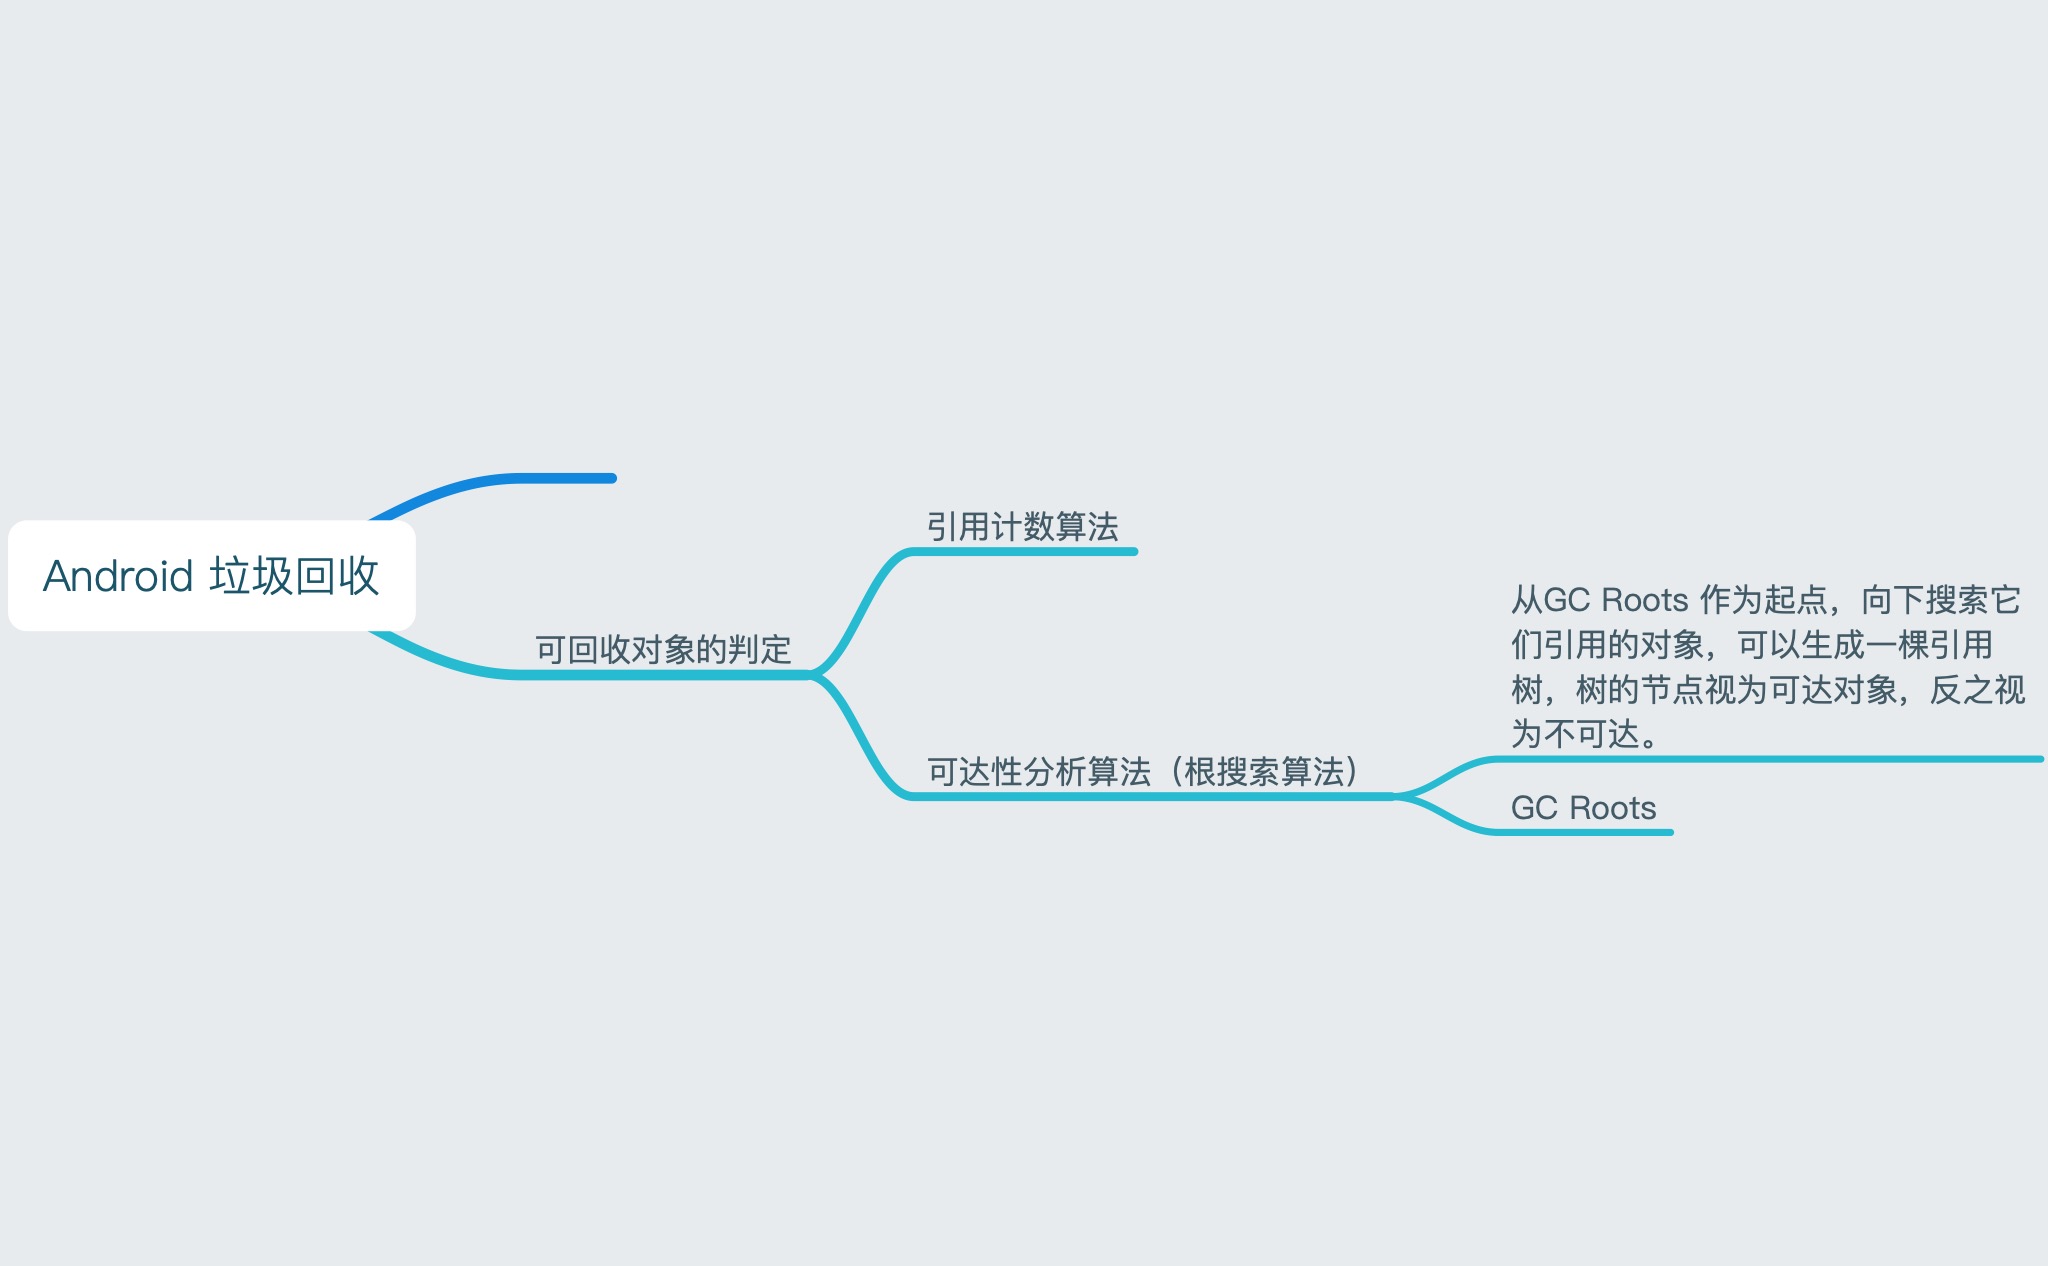 Android 垃圾回收
可回收对象的判定
引用计数算法
可达性分析算法（根搜索算法）
从GC Roots 作为起点，向下搜索它
们引用的对象，可以生成一棵引用
树，树的节点视为可达对象，反之视
为不可达。
GC Roots